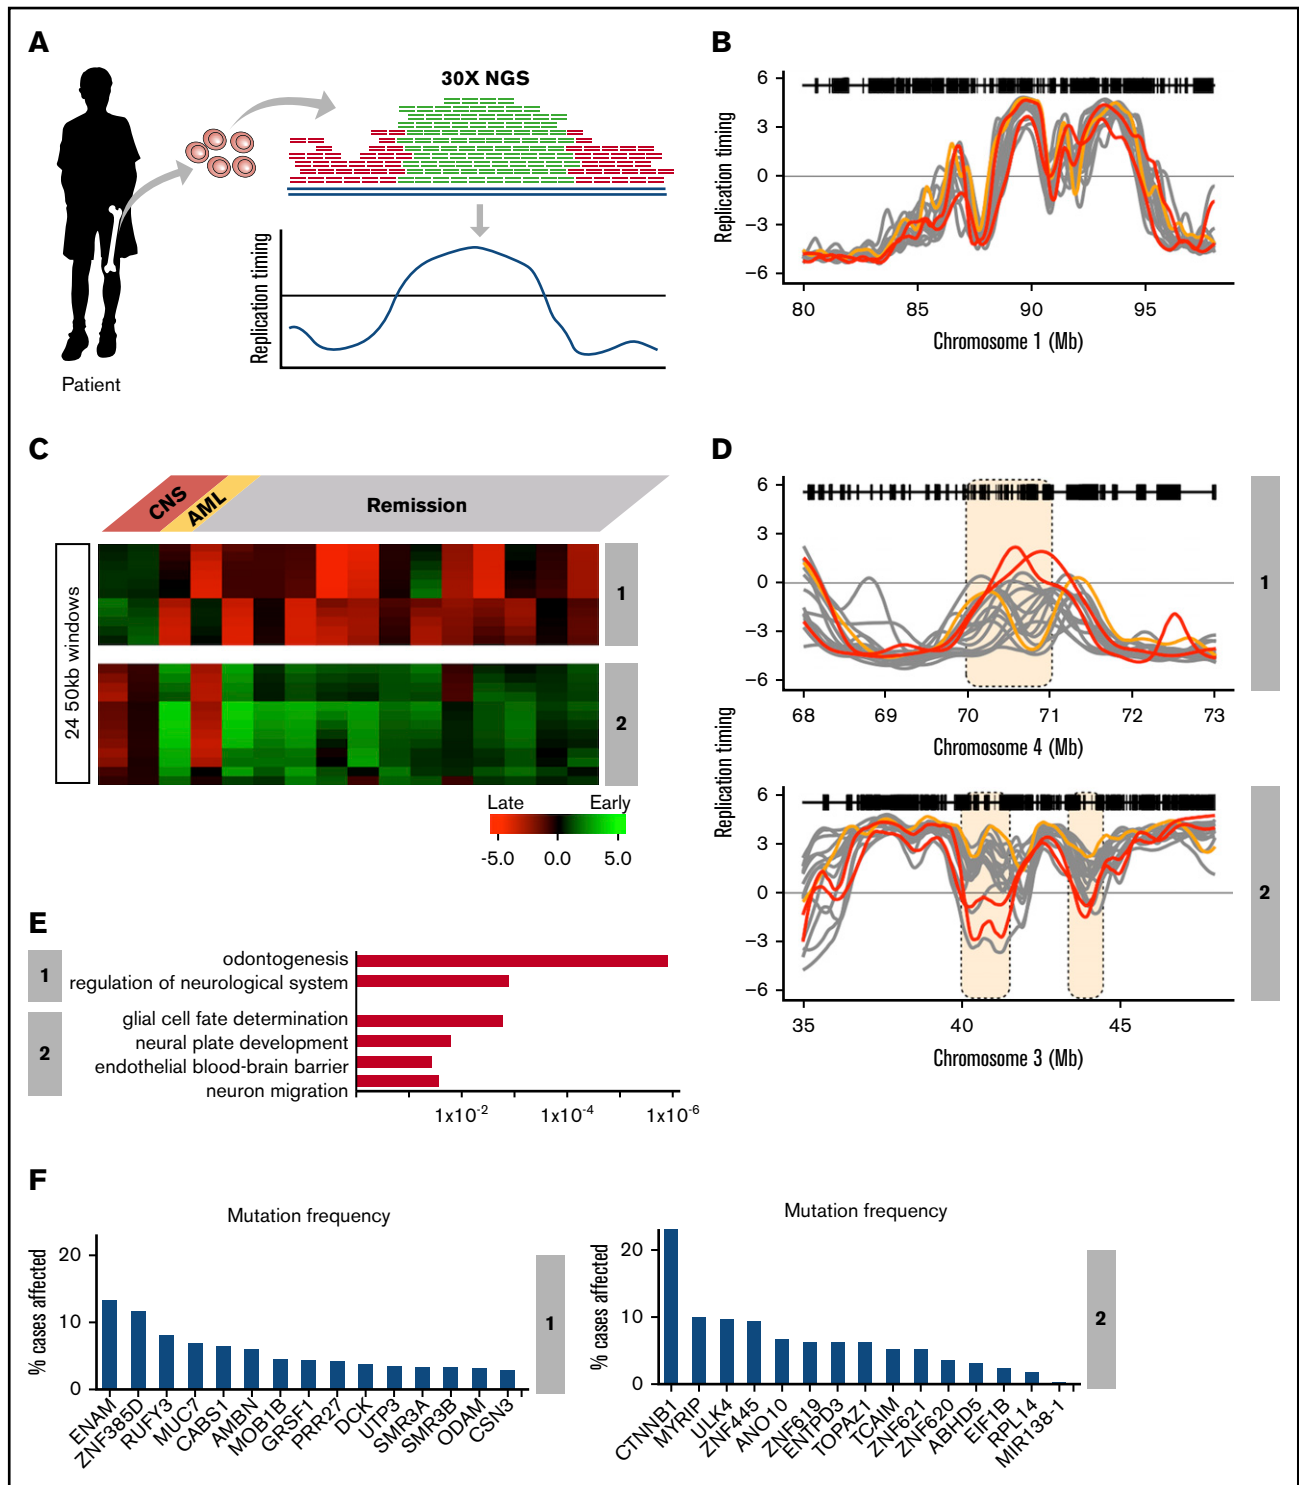 A
30X NGS
Replication timing
Patient
B
6
3
0
−3
−6
Replication timing
80
85
90
95
Chromosome 1 (Mb)
C
CNS
AML
Remission
24 50kb windows
1
2
Late
Early
-5.0
0.0
5.0
D
6
3
0
−3
−6
68
69
70
71
72
73
Chromosome 4 (Mb)
1
Replication timing
6
3
0
−3
−6
35
40
45
Chromosome 3 (Mb)
2
E
1
odontogenesis
regulation of neurological system
2
glial cell fate determination
neural plate development
endothelial blood-brain barrier
neuron migration
1x10-2
1x10-4
1x10-6
F
Mutation frequency
% cases affected
20
10
0
ENAM
ZNF385D
RUFY3
MUC7
CABS1
AMBN
MOB1B
GRSF1
PRR27
DCK
UTP3
SMR3A
SMR3B
ODAM
CSN3
1
Mutation frequency
% cases affected
20
10
0
CTNNB1
MYRIP
ULK4
ZNF445
ANO10
ZNF619
ENTPD3
TOPAZ1
TCAIM
ZNF621
ZNF620
ABHD5
EIF1B
RPL14
MIR138-1
2